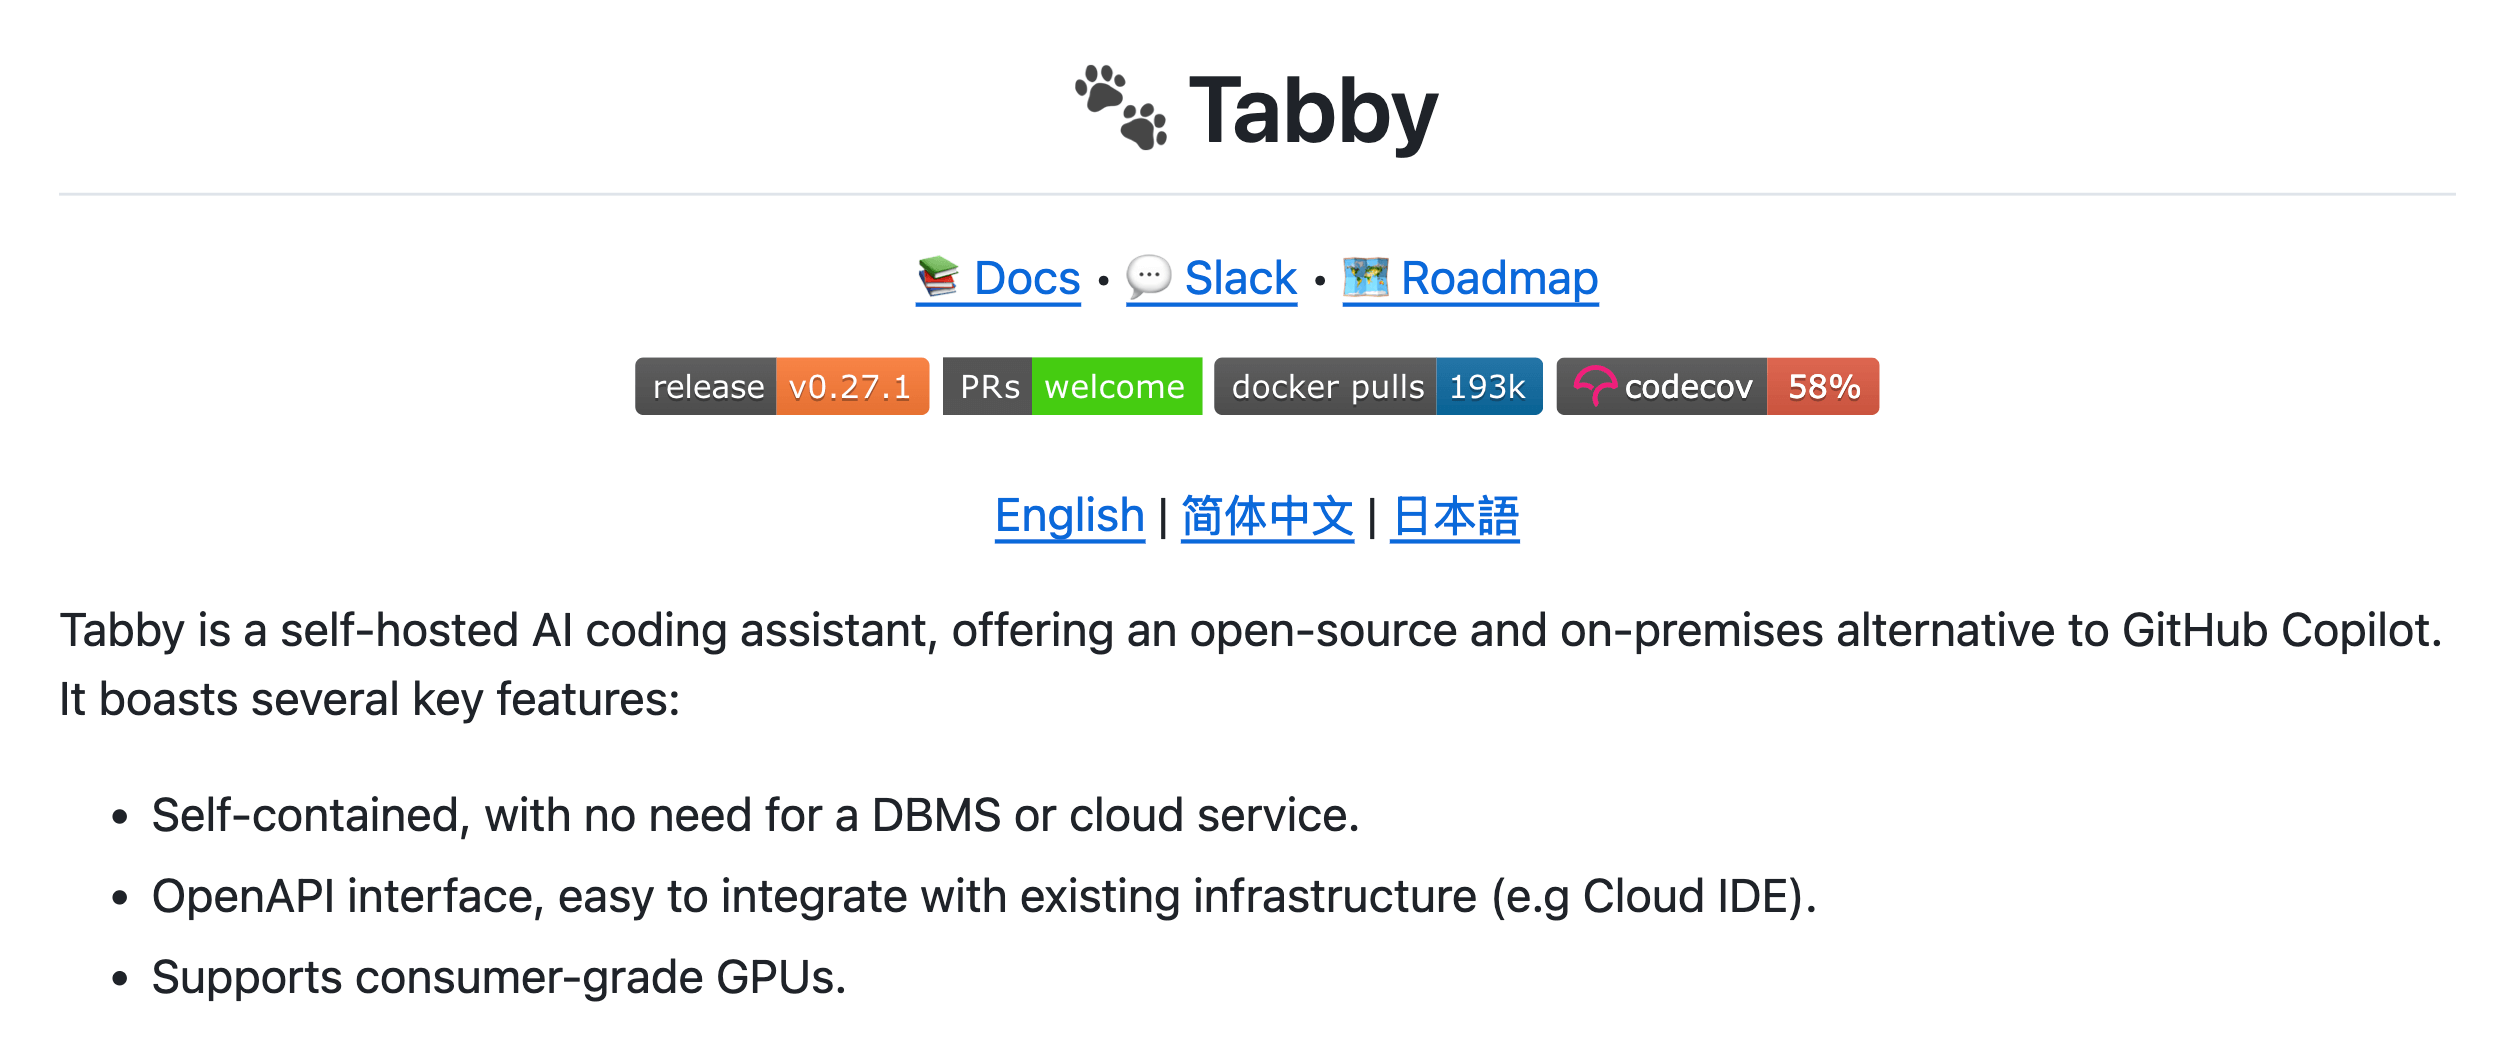 🐾 Tabby
📚 Docs • 💬 Slack • 🗺️ Roadmap
release v0.27.1 PRs welcome docker pulls 193k codecov 58%
English | 简体中文 | 日本語
Tabby is a self-hosted AI coding assistant, offering an open-source and on-premises alternative to GitHub Copilot.
It boasts several key features:
• Self-contained, with no need for a DBMS or cloud service.
• OpenAPI interface, easy to integrate with existing infrastructure (e.g Cloud IDE).
• Supports consumer-grade GPUs.